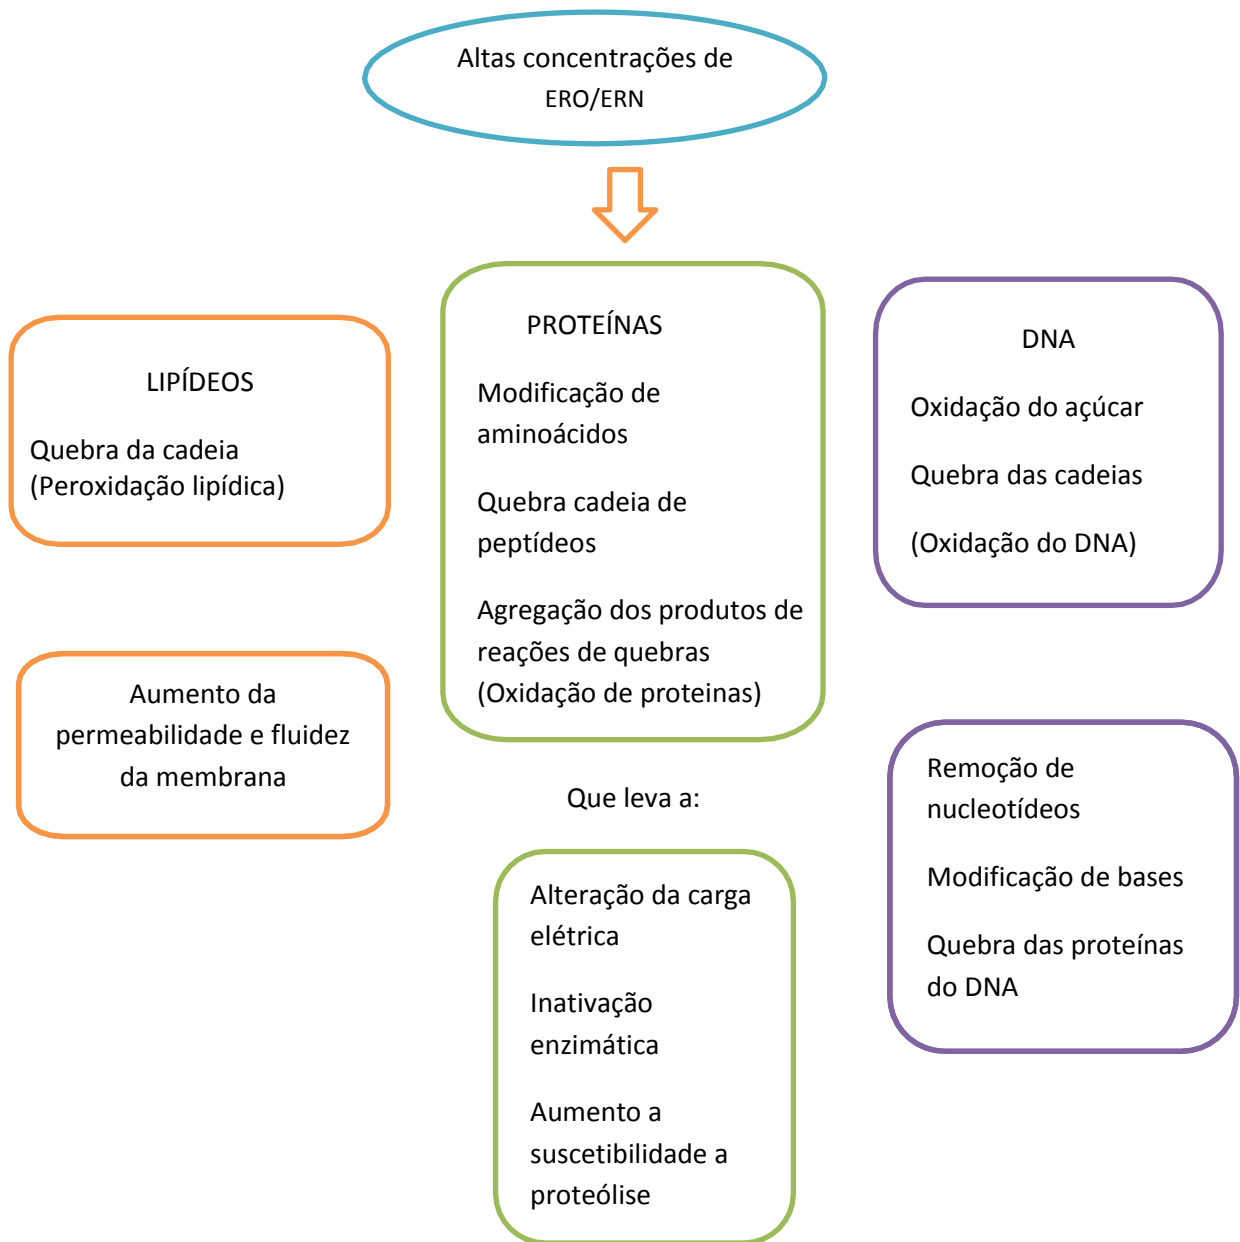 Altas concentrações de
ERO/ERN
LIPÍDEOS
Quebra da cadeia
(Peroxidação lipídica)
PROTEÍNAS
Modificação de
aminoácidos
Quebra cadeia de
peptídeos
Agregação dos produtos de
reações de quebras
(Oxidação de proteinas)
DNA
Oxidação do açúcar
Quebra das cadeias
(Oxidação do DNA)
Aumento da
permeabilidade e fluidez
da membrana
Que leva a:
Alteração da carga
elétrica
Inativação
enzimática
Aumento a
suscetibilidade a
proteólise
Remoção de
nucleotídeos
Modificação de bases
Quebra das proteínas
do DNA